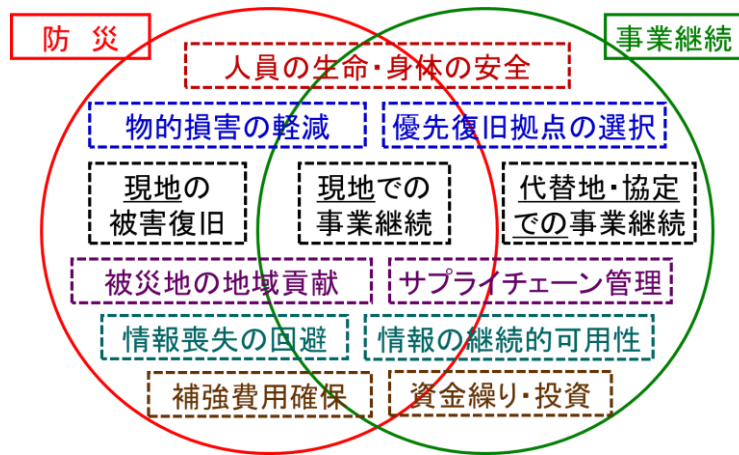 防 災
事業継続
人員の生命・身体の安全
物的損害の軽減
優先復旧拠点の選択
現地の
被害復旧
現地での
事業継続
代替地・協定
での事業継続
被災地の地域貢献
サプライチェーン管理
情報喪失の回避
情報の継続的可用性
補強費用確保
資金繰り・投資